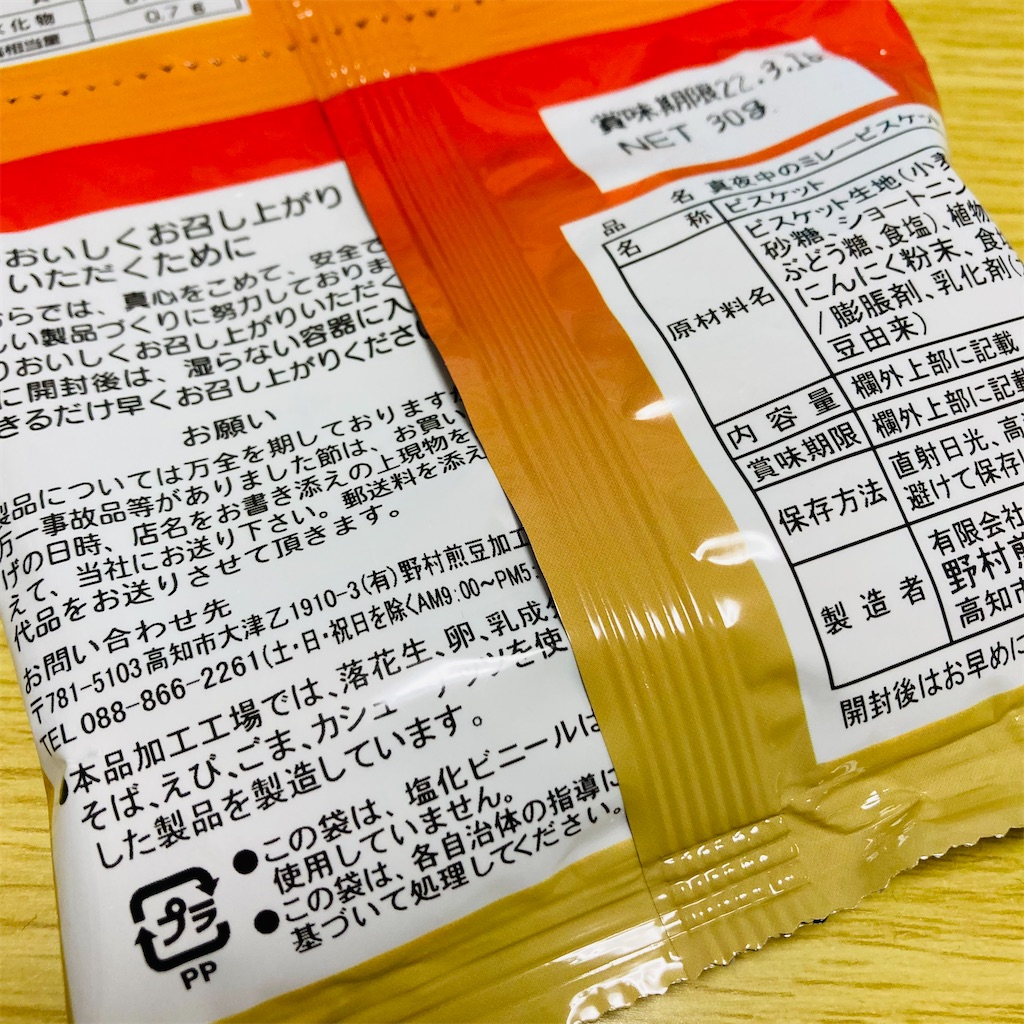 化物
相当量
0.7g
おいしくお召し上がり
いただくために
らでは、真心をこめて、安全で
しい製品づくりに努力しておりま
りおいしくお召し上がりいただく
に開封後は、湿らない容器に入
きるだけ早くお召し上がりくださ
お願い
製品については万全を期しております
万一事故品等がありました節は、お買い
げの日時、店名をお書き添えの上現物を
えて、当社にお送り下さい。郵送料を添え
代品をお送りさせて頂きます。
お問い合わせ先
〒781-5103高知市大津乙1910-3(有)野村煎豆加工
TEL 088-866-2261(土・日・祝日を除くAM9:00〜PM5:
●本品加工工場では、落花生、卵、乳成分
そば、えび、ごま、カシューナッツを使
した製品を製造しています。
●この袋は、塩化ビニールは
使用していません。
●この袋は、各自治体の指導に
基づいて処理してください。
プラ
PP
賞味期限22.3.16
NET 30g
品名 真夜中のミレービスケー
名称 ビスケット
原材料名 ビスケット生地(小麦
砂糖、ショートニン
ぶどう糖、食塩)、植物
にんにく粉末、食
/膨脹剤、乳化剤(
豆由来)
内容量 欄外上部に記載
賞味期限 欄外上部に記載
保存方法 直射日光、高
避けて保存
製造者 有限会社
野村煎
高知市
開封後はお早めに